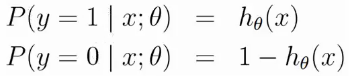 P(y = 1 | x; θ) = h_θ(x)
P(y = 0 | x; θ) = 1 − h_θ(x)